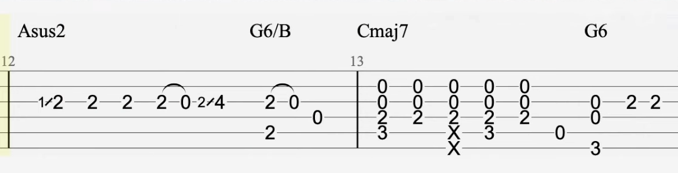 Asus2 G6/B Cmaj7 G6
12 13
0 0 0 0 0
1/2 2 2 2 0 2/4 2 0 0 0 0 0 0 0 2 2
0 2 2 2 2 2 0
2 3 X 3 0
X 3